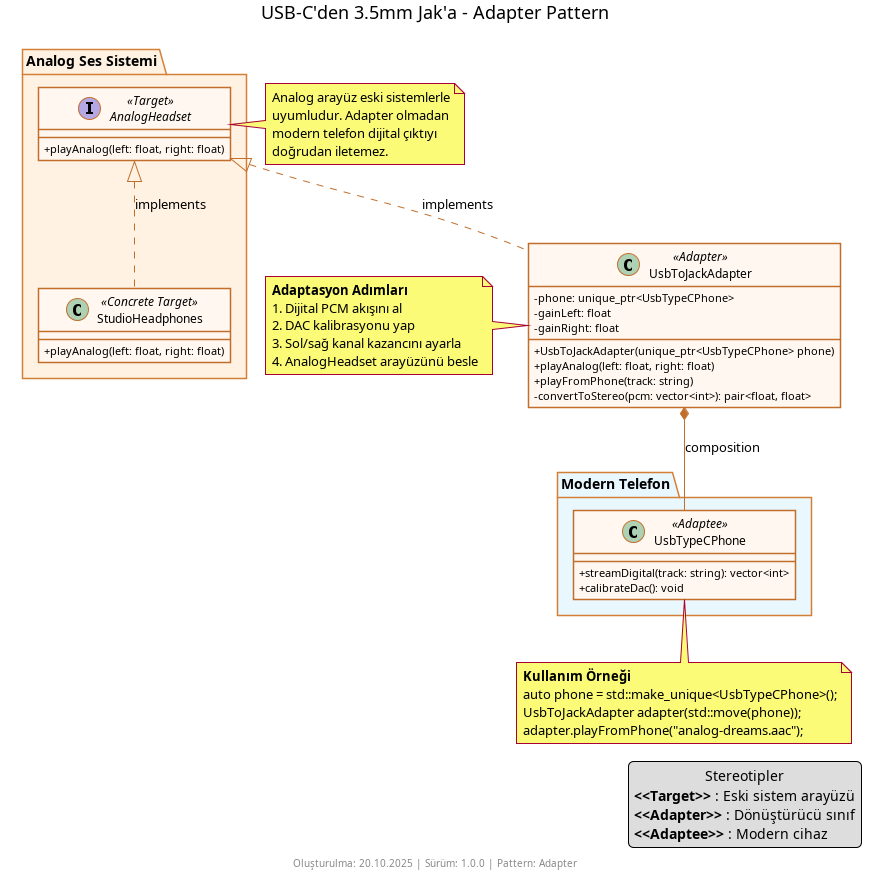 USB-C'den 3.5mm Jak'a - Adapter Pattern
Analog Ses Sistemi
I
«Target»
AnalogHeadset
+playAnalog(left: float, right: float)
Analog arayüz eski sistemlerle
uyumludur. Adapter olmadan
modern telefon dijital çıktıyı
doğrudan iletemez.
implements
implements
C
«Concrete Target»
StudioHeadphones
+playAnalog(left: float, right: float)
Adaptasyon Adımları
1. Dijital PCM akışını al
2. DAC kalibrasyonu yap
3. Sol/sağ kanal kazancını ayarla
4. AnalogHeadset arayüzünü besle
C
«Adapter»
UsbToJackAdapter
-phone: unique_ptr<UsbTypeCPhone>
-gainLeft: float
-gainRight: float
+UsbToJackAdapter(unique_ptr<UsbTypeCPhone> phone)
+playAnalog(left: float, right: float)
+playFromPhone(track: string)
-convertToStereo(pcm: vector<int>): pair<float, float>
composition
Modern Telefon
C
«Adaptee»
UsbTypeCPhone
+streamDigital(track: string): vector<int>
+calibrateDac(): void
Kullanım Örneği
auto phone = std::make_unique<UsbTypeCPhone>();
UsbToJackAdapter adapter(std::move(phone));
adapter.playFromPhone("analog-dreams.aac");
Stereotipler
<<Target>> : Eski sistem arayüzü
<<Adapter>> : Dönüştürücü sınıf
<<Adaptee>> : Modern cihaz
Oluşturulma: 20.10.2025 | Sürüm: 1.0.0 | Pattern: Adapter